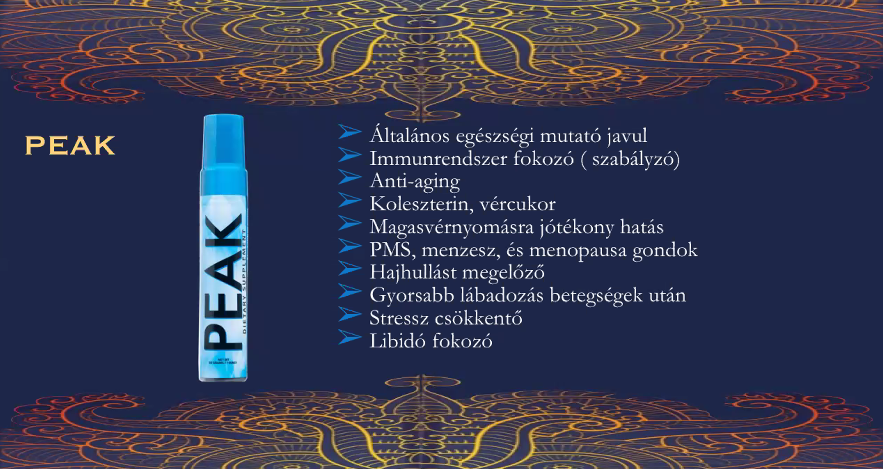 PEAK
PEAK
DIETARY SUPPLEMENT
Általános egészségi mutató javul
Immunrendszer fokozó ( szabályzó)
Anti-aging
Koleszterin, vércukor
Magasvérnyomásra jótékony hatás
PMS, menzesz, és menopausa gondok
Hajhullást megelőző
Gyorsabb lábadozás betegségek után
Stressz csökkentő
Libidó fokozó